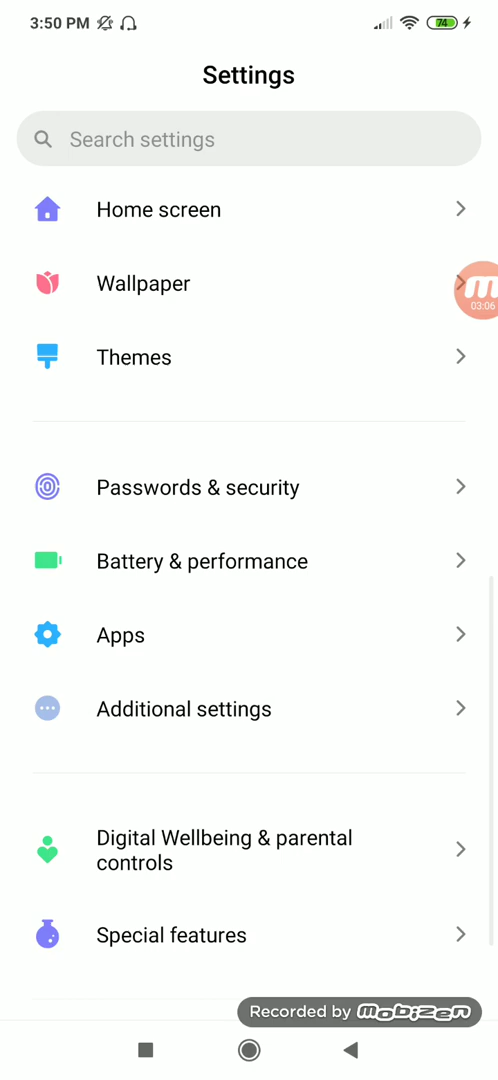 3:50 PM
74
Settings
Search settings
Home screen
Wallpaper
m
03:06
Themes
Passwords & security
Battery & performance
Apps
Additional settings
Digital Wellbeing & parental
controls
Special features
Recorded by mobizen